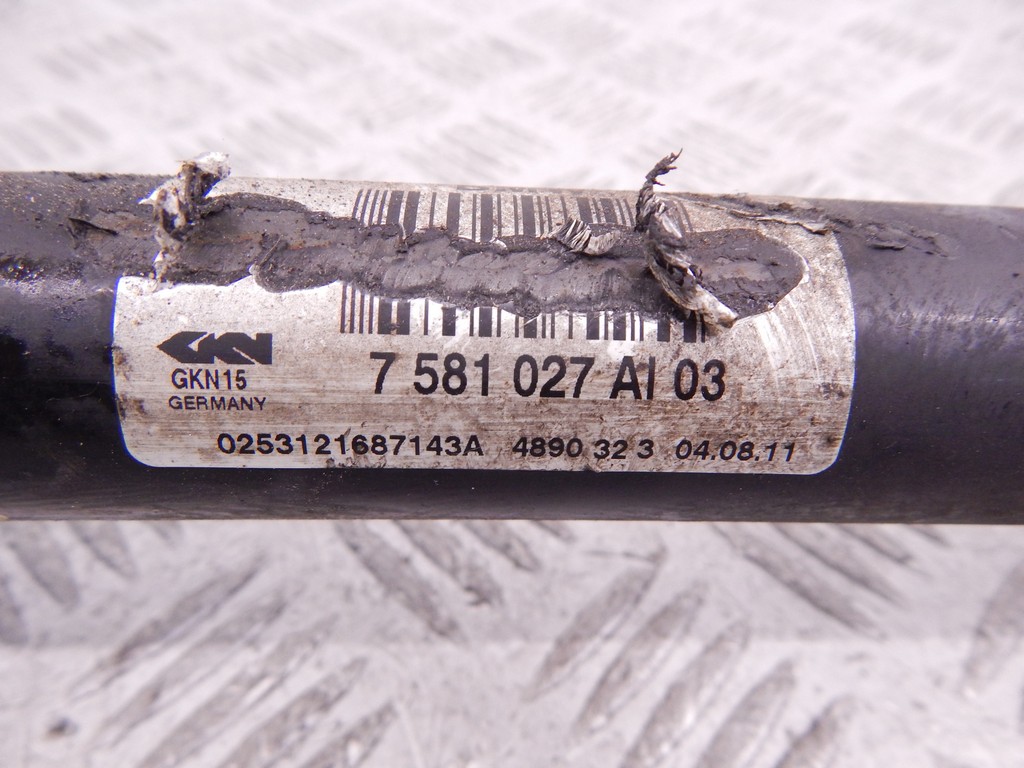 GKN
GKN15
GERMANY
7 581 027 AI 03
0253121687143A 4890 32 3 04.08.11